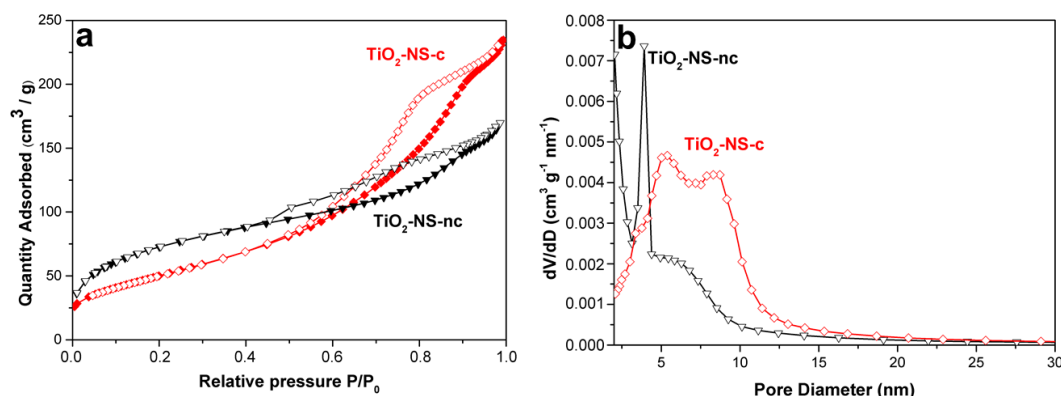 a
TiO2-NS-c
TiO2-NS-nc
Quantity Adsorbed (cm3 / g)
250
200
150
100
50
0
0.0 0.2 0.4 0.6 0.8 1.0
Relative pressure P/P0
b
TiO2-NS-nc
TiO2-NS-c
dV/dD (cm3 g-1 nm-1)
0.008
0.007
0.006
0.005
0.004
0.003
0.002
0.001
0.000
5 10 15 20 25 30
Pore Diameter (nm)